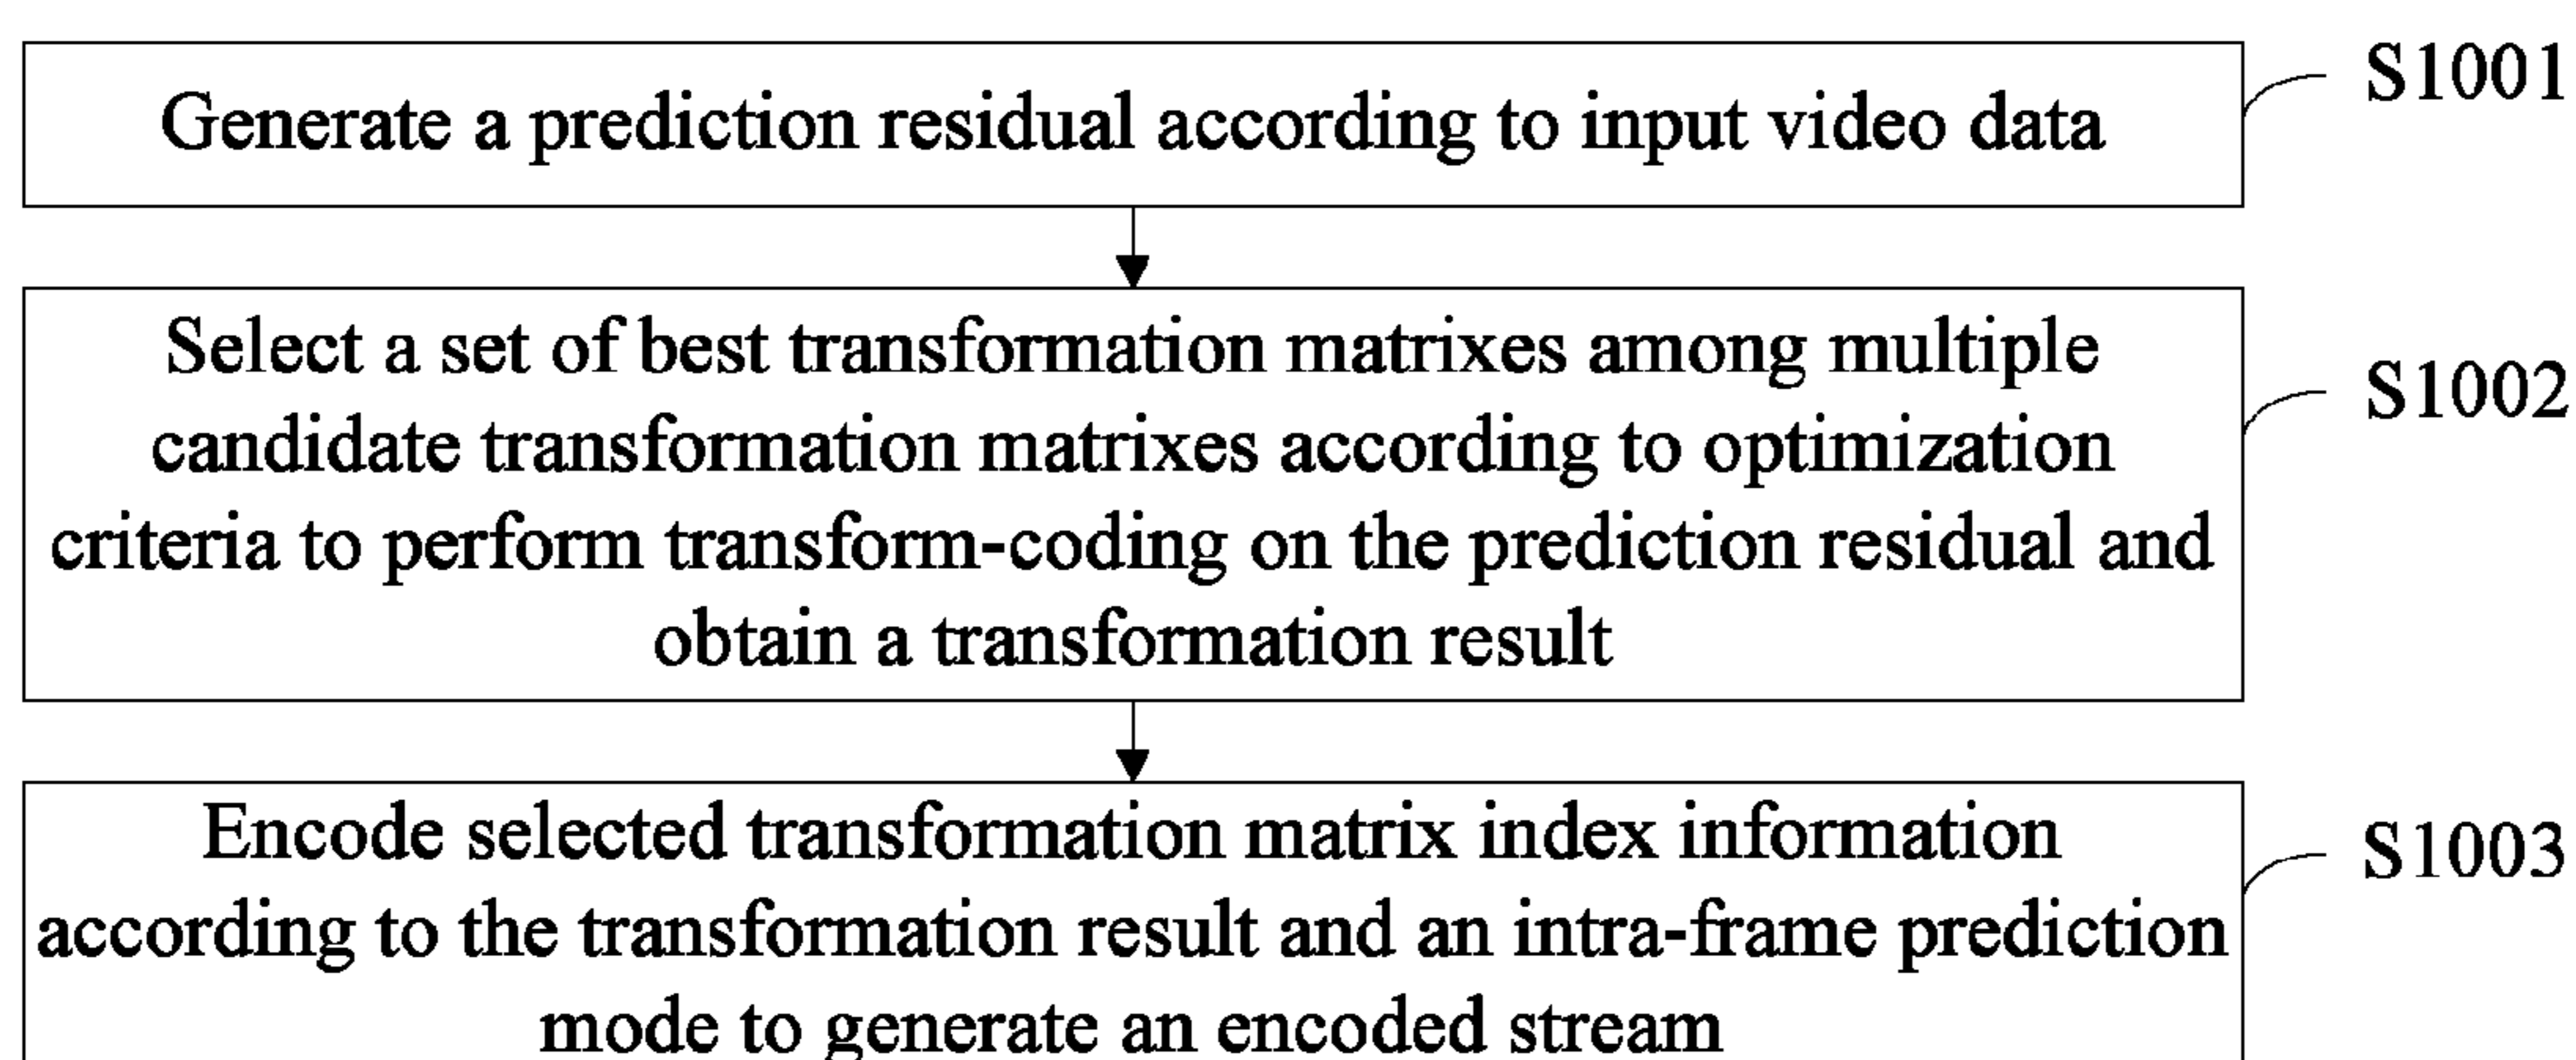 Generate a prediction residual according to input video data
S1001
Select a set of best transformation matrixes among multiple
candidate transformation matrixes according to optimization
criteria to perform transform-coding on the prediction residual and
obtain a transformation result
S1002
Encode selected transformation matrix index information
according to the transformation result and an intra-frame prediction
mode to generate an encoded stream
S1003